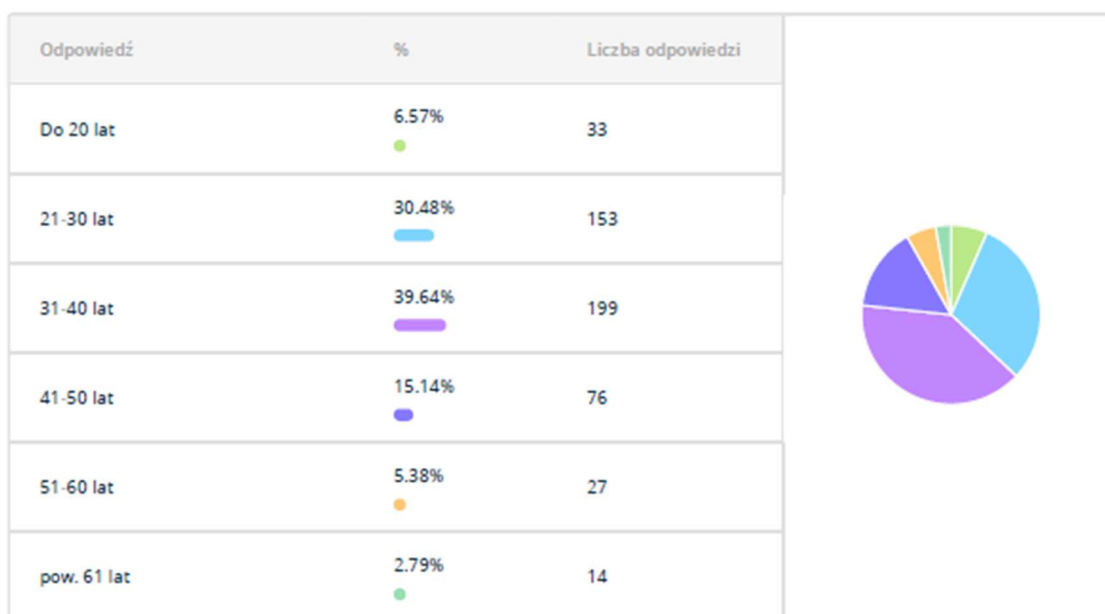 Odpowiedź % Liczba odpowiedzi
Do 20 lat 6.57% 33
21-30 lat 30.48% 153
31-40 lat 39.64% 199
41-50 lat 15.14% 76
51-60 lat 5.38% 27
pow. 61 lat 2.79% 14